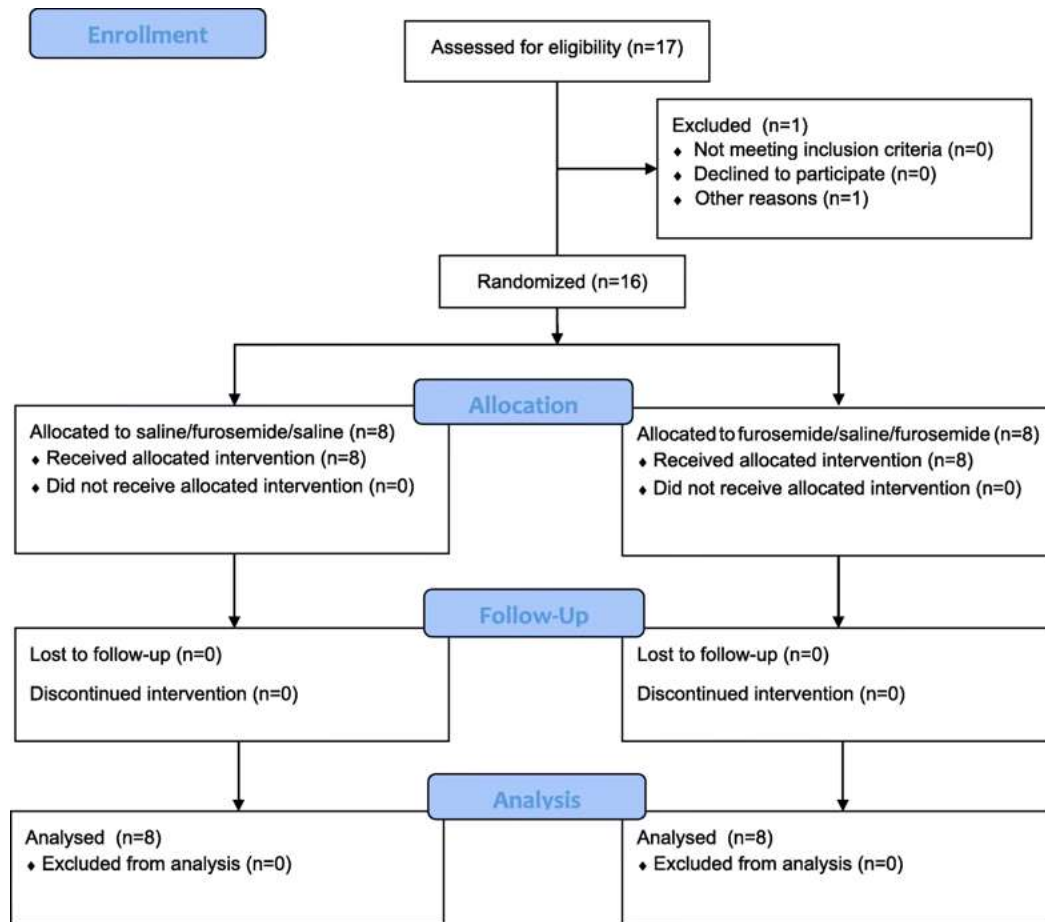 Enrollment
Assessed for eligibility (n=17)
Excluded (n=1)
♦ Not meeting inclusion criteria (n=0)
♦ Declined to participate (n=0)
♦ Other reasons (n=1)
Randomized (n=16)
Allocation
Allocated to saline/furosemide/saline (n=8)
♦ Received allocated intervention (n=8)
♦ Did not receive allocated intervention (n=0)
Allocated to furosemide/saline/furosemide (n=8)
♦ Received allocated intervention (n=8)
♦ Did not receive allocated intervention (n=0)
Follow-Up
Lost to follow-up (n=0)
Discontinued intervention (n=0)
Lost to follow-up (n=0)
Discontinued intervention (n=0)
Analysis
Analysed (n=8)
♦ Excluded from analysis (n=0)
Analysed (n=8)
♦ Excluded from analysis (n=0)